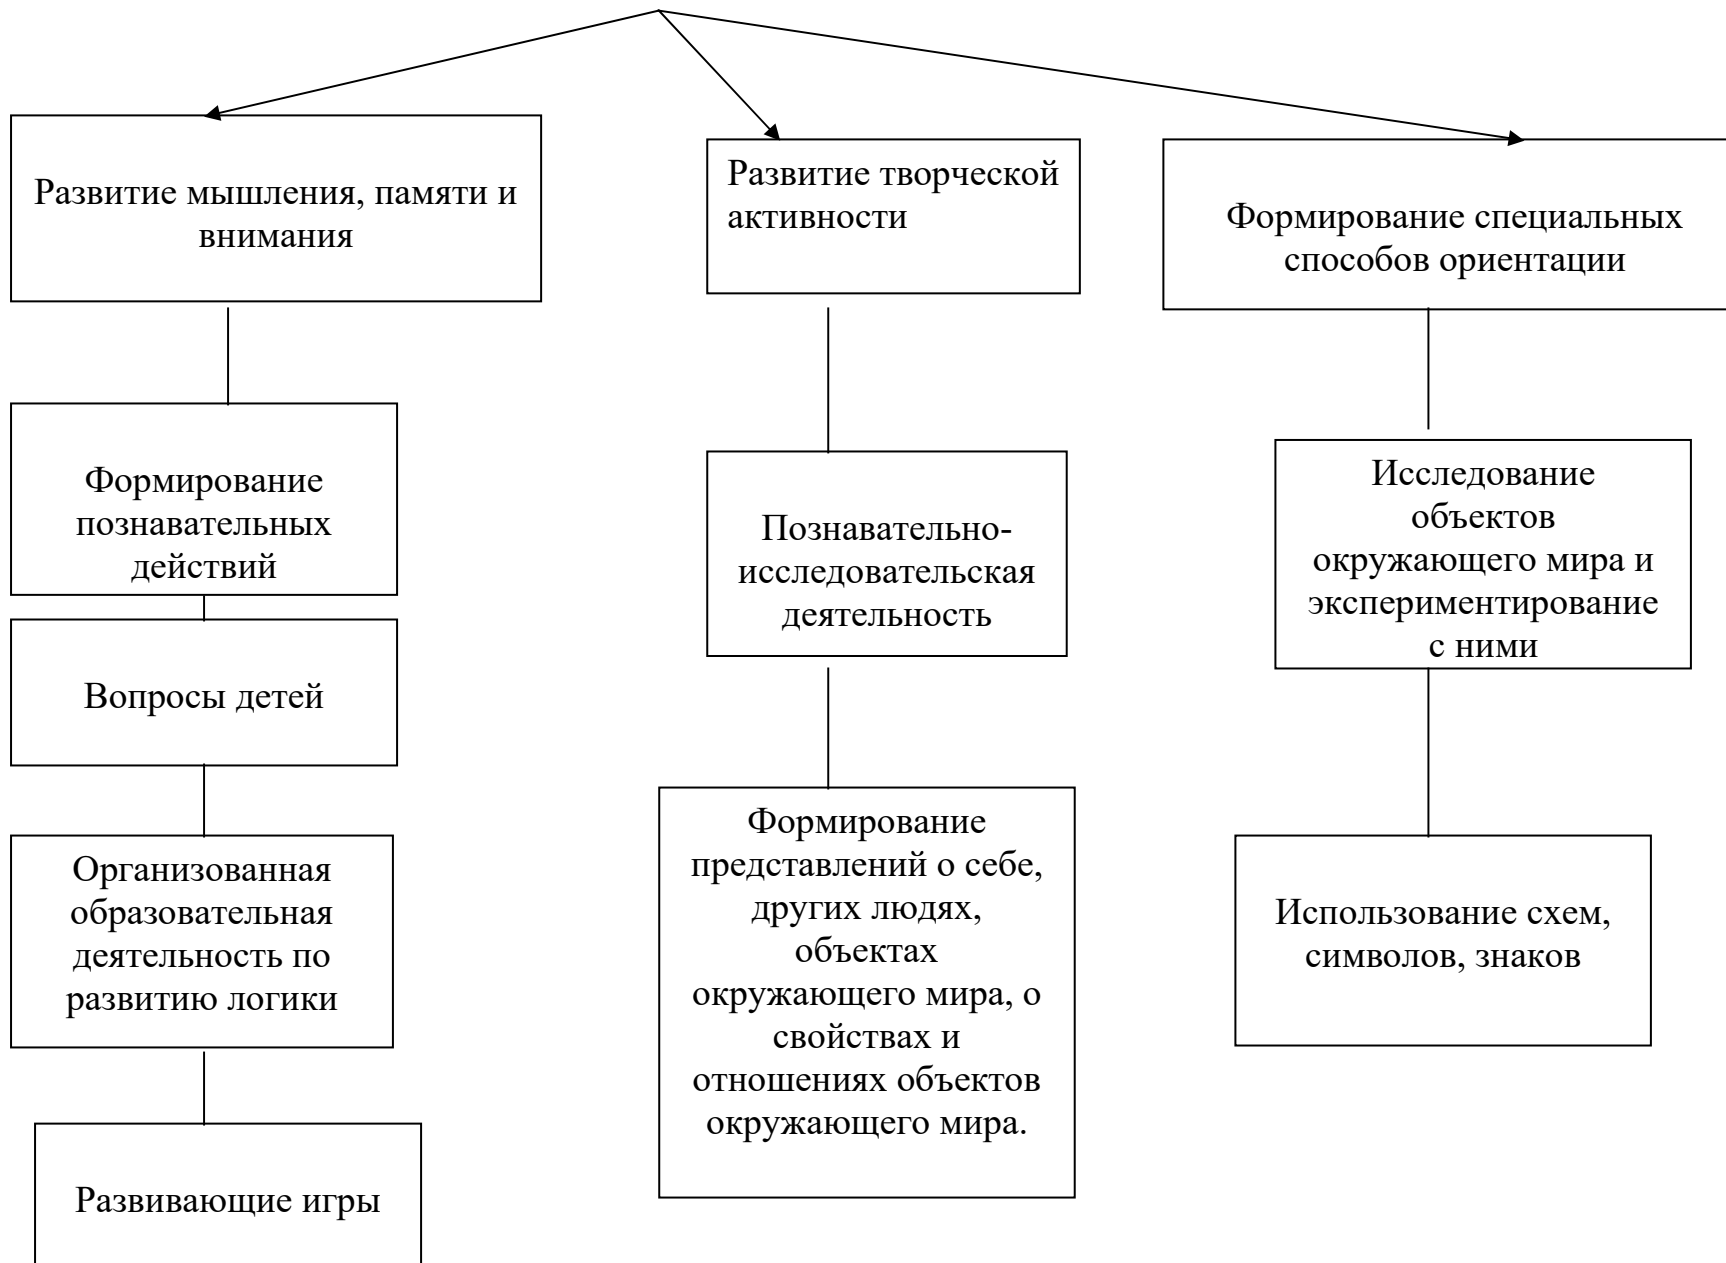 Развитие мышления, памяти и
внимания
Развитие творческой
активности
Формирование специальных
способов ориентации
Формирование
познавательных
действий
Вопросы детей
Организованная
образовательная
деятельность по
развитию логики
Развивающие игры
Познавательно-
исследовательская
деятельность
Формирование
представлений о себе,
других людях,
объектах
окружающего мира, о
свойствах и
отношениях объектов
окружающего мира.
Исследование
объектов
окружающего мира и
экспериментирование
с ними
Использование схем,
символов, знаков